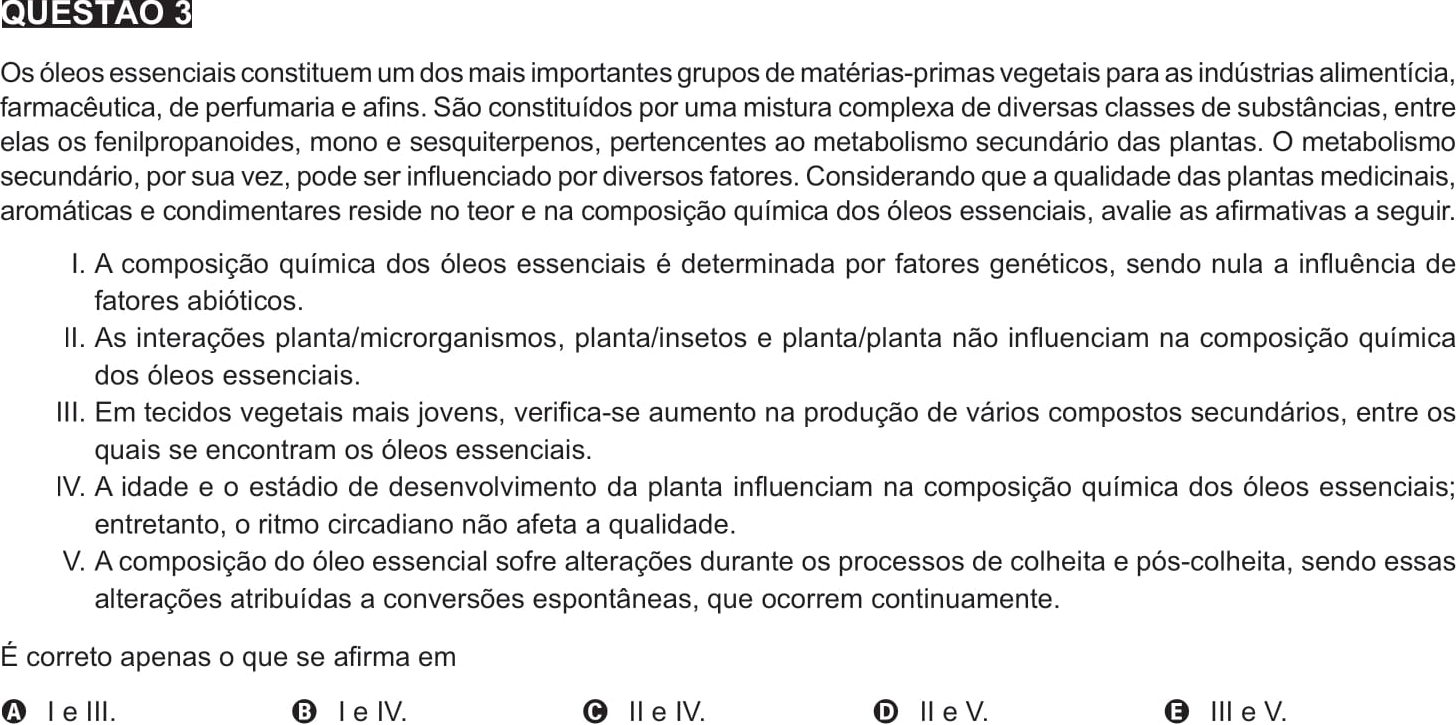 QUESTÃO 3
Os óleos essenciais constituem um dos mais importantes grupos de matérias-primas vegetais para as indústrias alimentícia,
farmacêutica, de perfumaria e afins. São constituídos por uma mistura complexa de diversas classes de substâncias, entre
elas os fenilpropanoides, mono e sesquiterpenos, pertencentes ao metabolismo secundário das plantas. O metabolismo
secundário, por sua vez, pode ser influenciado por diversos fatores. Considerando que a qualidade das plantas medicinais,
aromáticas e condimentares reside no teor e na composição química dos óleos essenciais, avalie as afirmativas a seguir.
I. A composição química dos óleos essenciais é determinada por fatores genéticos, sendo nula a influência de
fatores abióticos.
II. As interações planta/microrganismos, planta/insetos e planta/planta não influenciam na composição química
dos óleos essenciais.
III. Em tecidos vegetais mais jovens, verifica-se aumento na produção de vários compostos secundários, entre os
quais se encontram os óleos essenciais.
IV. A idade e o estádio de desenvolvimento da planta influenciam na composição química dos óleos essenciais;
entretanto, o ritmo circadiano não afeta a qualidade.
V. A composição do óleo essencial sofre alterações durante os processos de colheita e pós-colheita, sendo essas
alterações atribuídas a conversões espontâneas, que ocorrem continuamente.
É correto apenas o que se afirma em
A I e III. B I e IV. C II e IV. D II e V. E III e V.